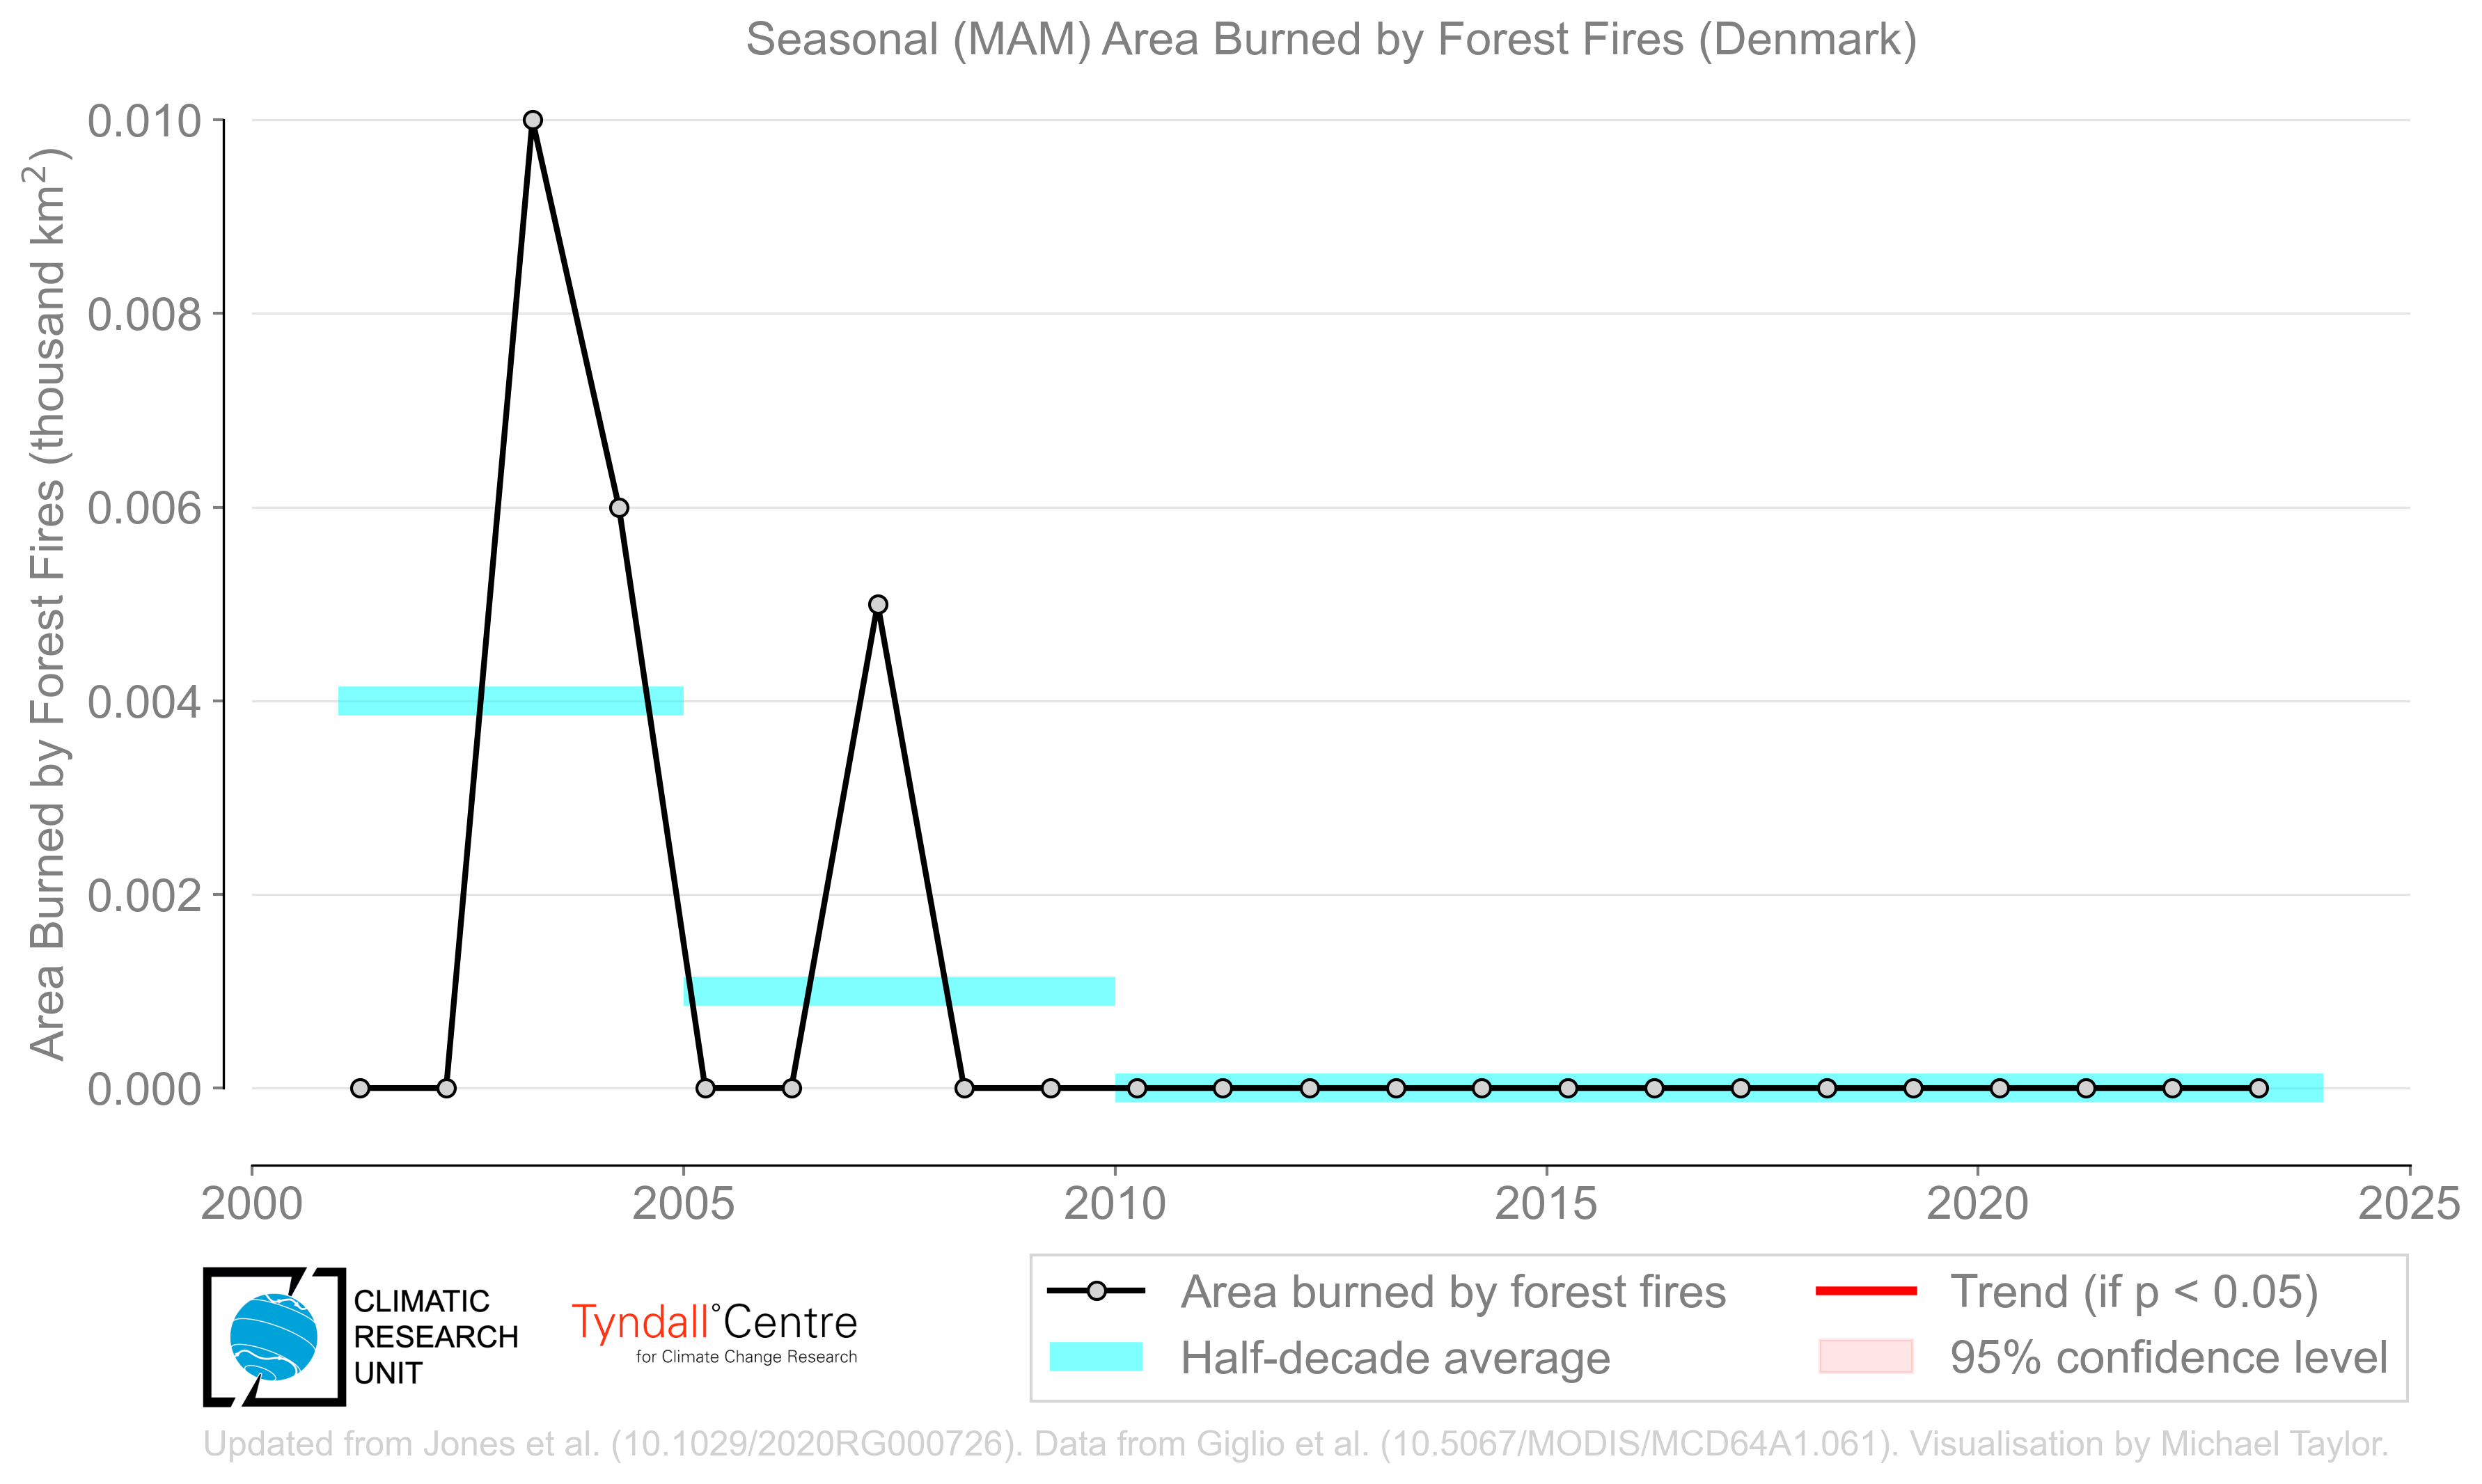 Seasonal (MAM) Area Burned by Forest Fires (Denmark)
Area Burned by Forest Fires (thousand km²)
0.010
0.008
0.006
0.004
0.002
0.000
2000 2005 2010 2015 2020 2025
CLIMATIC
RESEARCH
UNIT
Tyndall°Centre
for Climate Change Research
Area burned by forest fires
Half-decade average
Trend (if p < 0.05)
95% confidence level
Updated from Jones et al. (10.1029/2020RG000726). Data from Giglio et al. (10.5067/MODIS/MCD64A1.061). Visualisation by Michael Taylor.